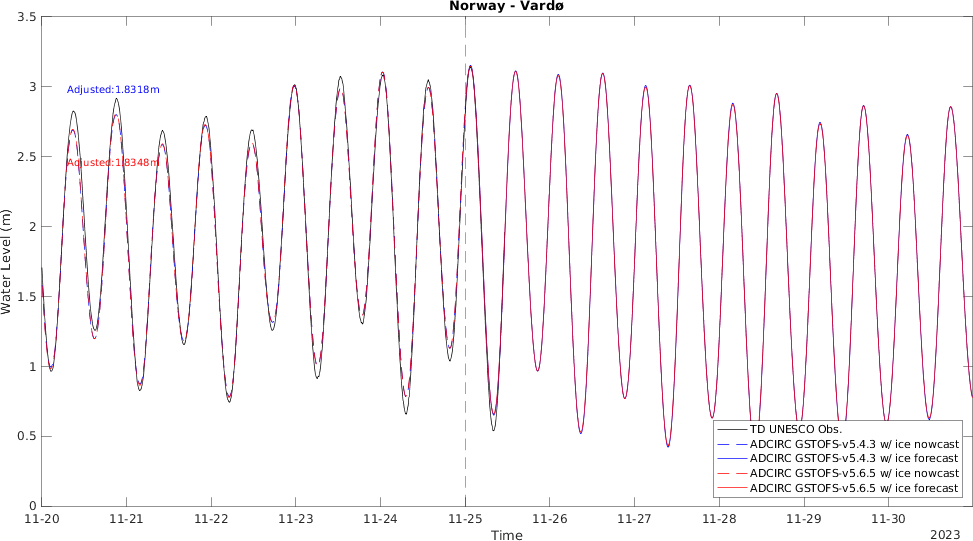 Norway - Vardø
3.5
3
2.5
2
1.5
1
0.5
0
Water Level (m)
Adjusted:1.8318m
Adjusted:1.8348m
TD UNESCO Obs.
ADCIRC GSTOFS-v5.4.3 w/ ice nowcast
ADCIRC GSTOFS-v5.4.3 w/ ice forecast
ADCIRC GSTOFS-v5.6.5 w/ ice nowcast
ADCIRC GSTOFS-v5.6.5 w/ ice forecast
11-20 11-21 11-22 11-23 11-24 11-25 11-26 11-27 11-28 11-29 11-30
Time
2023